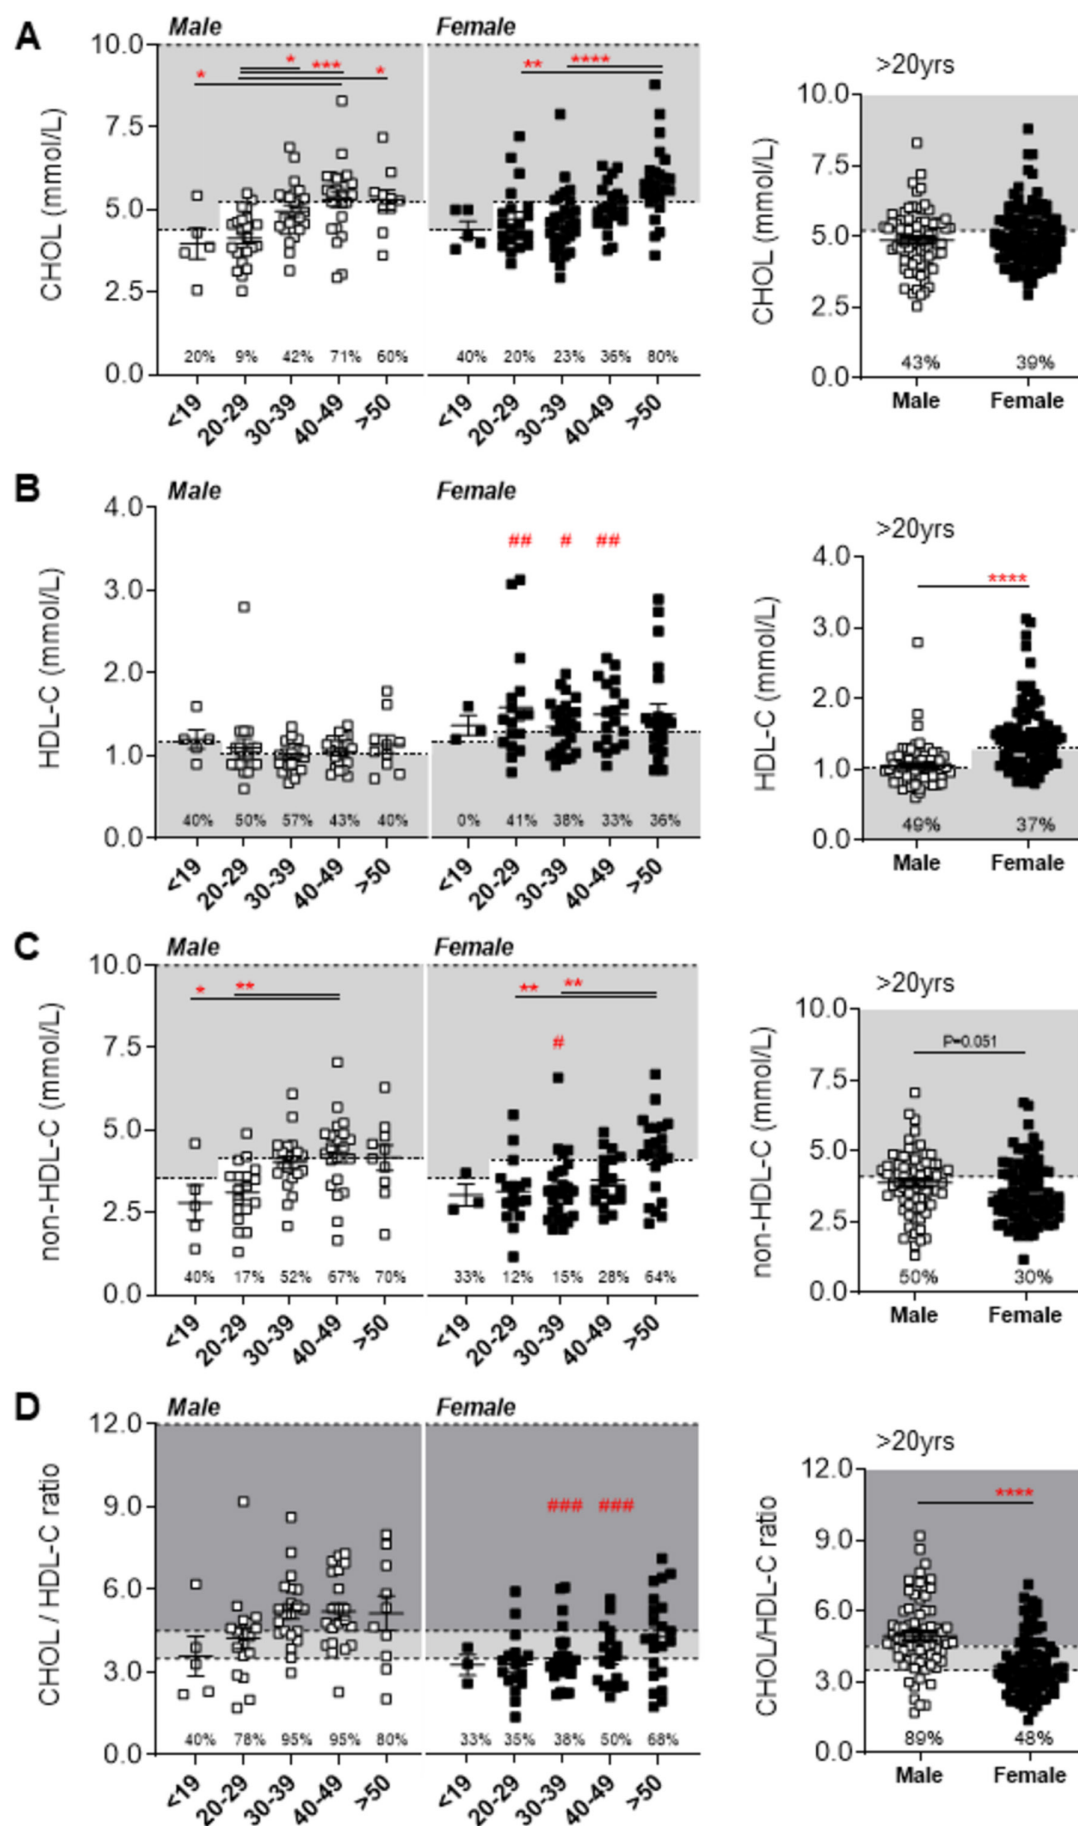 A
Male
Female
CHOL (mmol/L)
10.0
7.5
5.0
2.5
0.0
*
*
***
*
**
****
20% 9% 42% 71% 60%
40% 20% 23% 36% 80%
<19 20-29 30-39 40-49 >50
<19 20-29 30-39 40-49 >50
>20yrs
CHOL (mmol/L)
10.0
7.5
5.0
2.5
0.0
43% 39%
Male Female
B
Male
Female
HDL-C (mmol/L)
4.0
3.0
2.0
1.0
0.0
## # ##
40% 50% 57% 43% 40%
0% 41% 38% 33% 36%
<19 20-29 30-39 40-49 >50
<19 20-29 30-39 40-49 >50
>20yrs
HDL-C (mmol/L)
4.0
3.0
2.0
1.0
0.0
****
49% 37%
Male Female
C
Male
Female
non-HDL-C (mmol/L)
10.0
7.5
5.0
2.5
0.0
* **
** **
#
40% 17% 52% 67% 70%
33% 12% 15% 28% 64%
<19 20-29 30-39 40-49 >50
<19 20-29 30-39 40-49 >50
>20yrs
non-HDL-C (mmol/L)
10.0
7.5
5.0
2.5
0.0
P=0.051
50% 30%
Male Female
D
Male
Female
CHOL / HDL-C ratio
12.0
9.0
6.0
3.0
0.0
### ###
40% 78% 95% 95% 80%
33% 35% 38% 50% 68%
<19 20-29 30-39 40-49 >50
<19 20-29 30-39 40-49 >50
>20yrs
CHOL/HDL-C ratio
12.0
9.0
6.0
3.0
0.0
****
89% 48%
Male Female